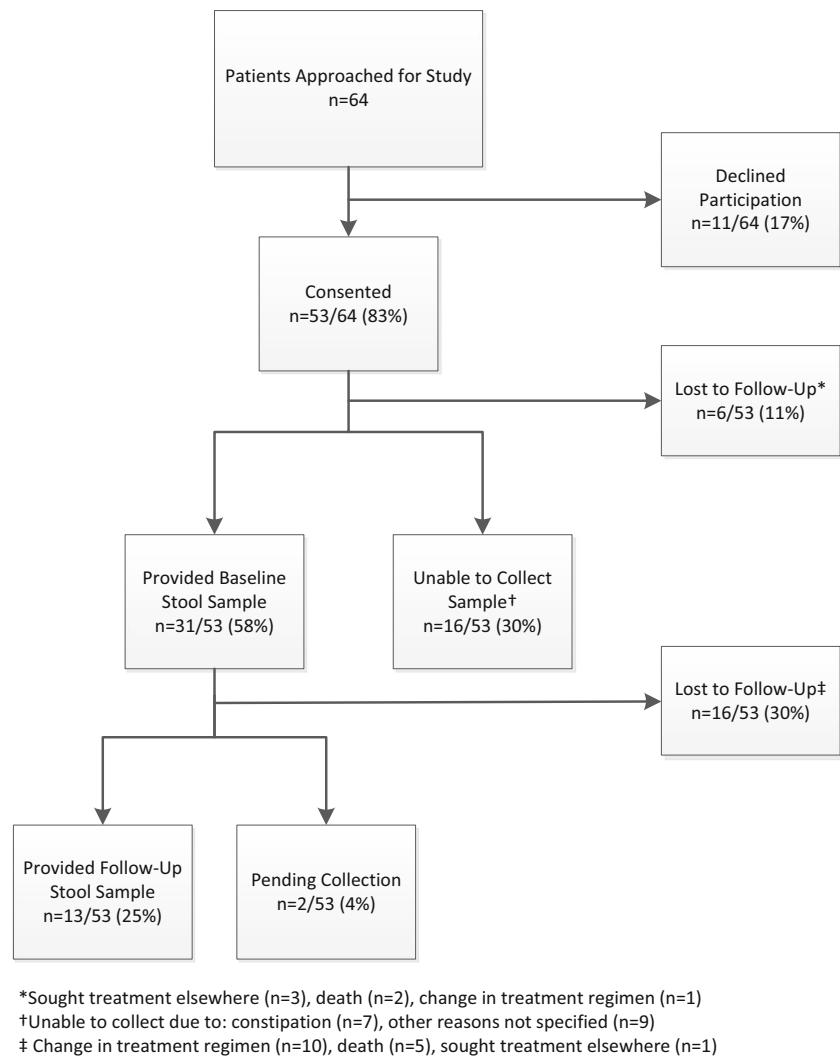 Patients Approached for Study
n=64
Declined
Participation
n=11/64 (17%)
Consented
n=53/64 (83%)
Lost to Follow-Up*
n=6/53 (11%)
Provided Baseline
Stool Sample
n=31/53 (58%)
Unable to Collect
Sample†
n=16/53 (30%)
Lost to Follow-Up‡
n=16/53 (30%)
Provided Follow-Up
Stool Sample
n=13/53 (25%)
Pending Collection
n=2/53 (4%)
*Sought treatment elsewhere (n=3), death (n=2), change in treatment regimen (n=1)
†Unable to collect due to: constipation (n=7), other reasons not specified (n=9)
‡ Change in treatment regimen (n=10), death (n=5), sought treatment elsewhere (n=1)